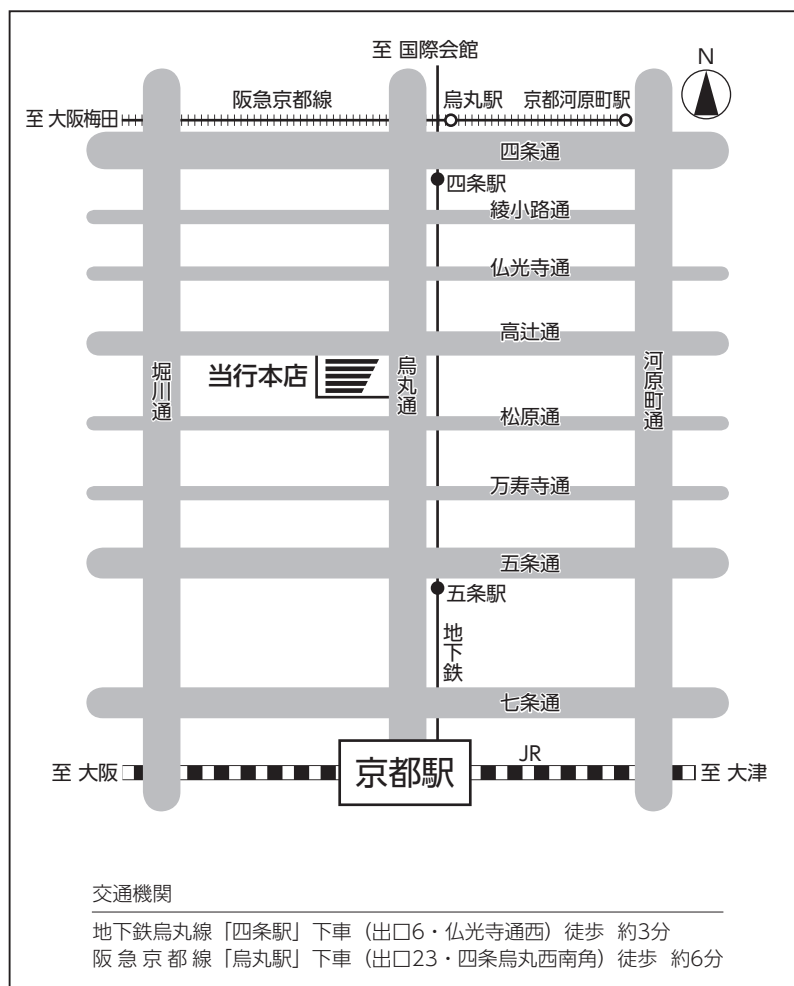 至 国際会館
N
阪急京都線
烏丸駅
京都河原町駅
至 大阪梅田
四条通
四条駅
綾小路通
仏光寺通
高辻通
当行本店
堀川通
烏丸通
河原町通
松原通
万寿寺通
五条通
五条駅
地下鉄
七条通
JR
至 大阪
京都駅
至 大津
交通機関
地下鉄烏丸線「四条駅」下車（出口6・仏光寺通西）徒歩 約3分
阪急京都線「烏丸駅」下車（出口23・四条烏丸西南角）徒歩 約6分